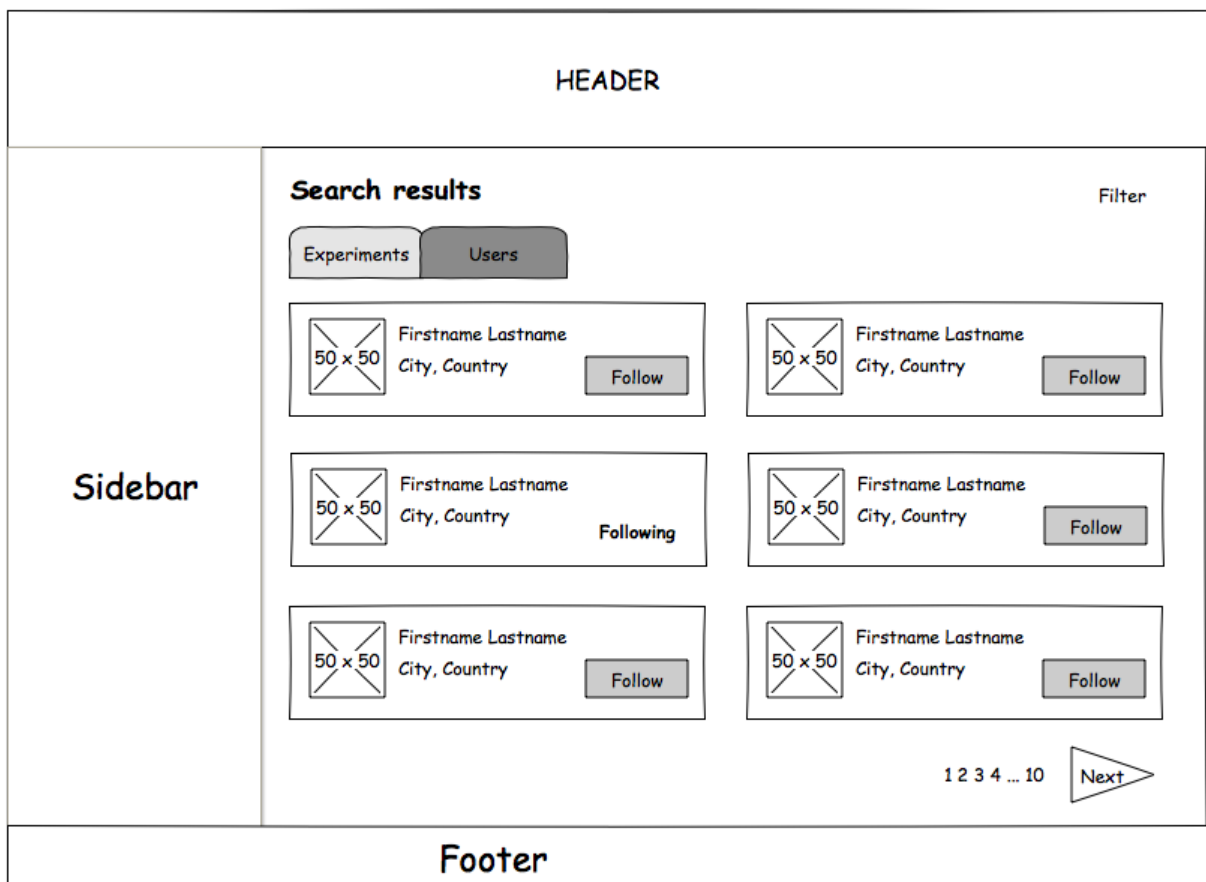 HEADER
Search results
Filter
Experiments
Users
50 x 50
Firstname Lastname
City, Country
Follow
50 x 50
Firstname Lastname
City, Country
Follow
Sidebar
50 x 50
Firstname Lastname
City, Country
Following
50 x 50
Firstname Lastname
City, Country
Follow
50 x 50
Firstname Lastname
City, Country
Follow
50 x 50
Firstname Lastname
City, Country
Follow
1 2 3 4 ... 10
Next
Footer